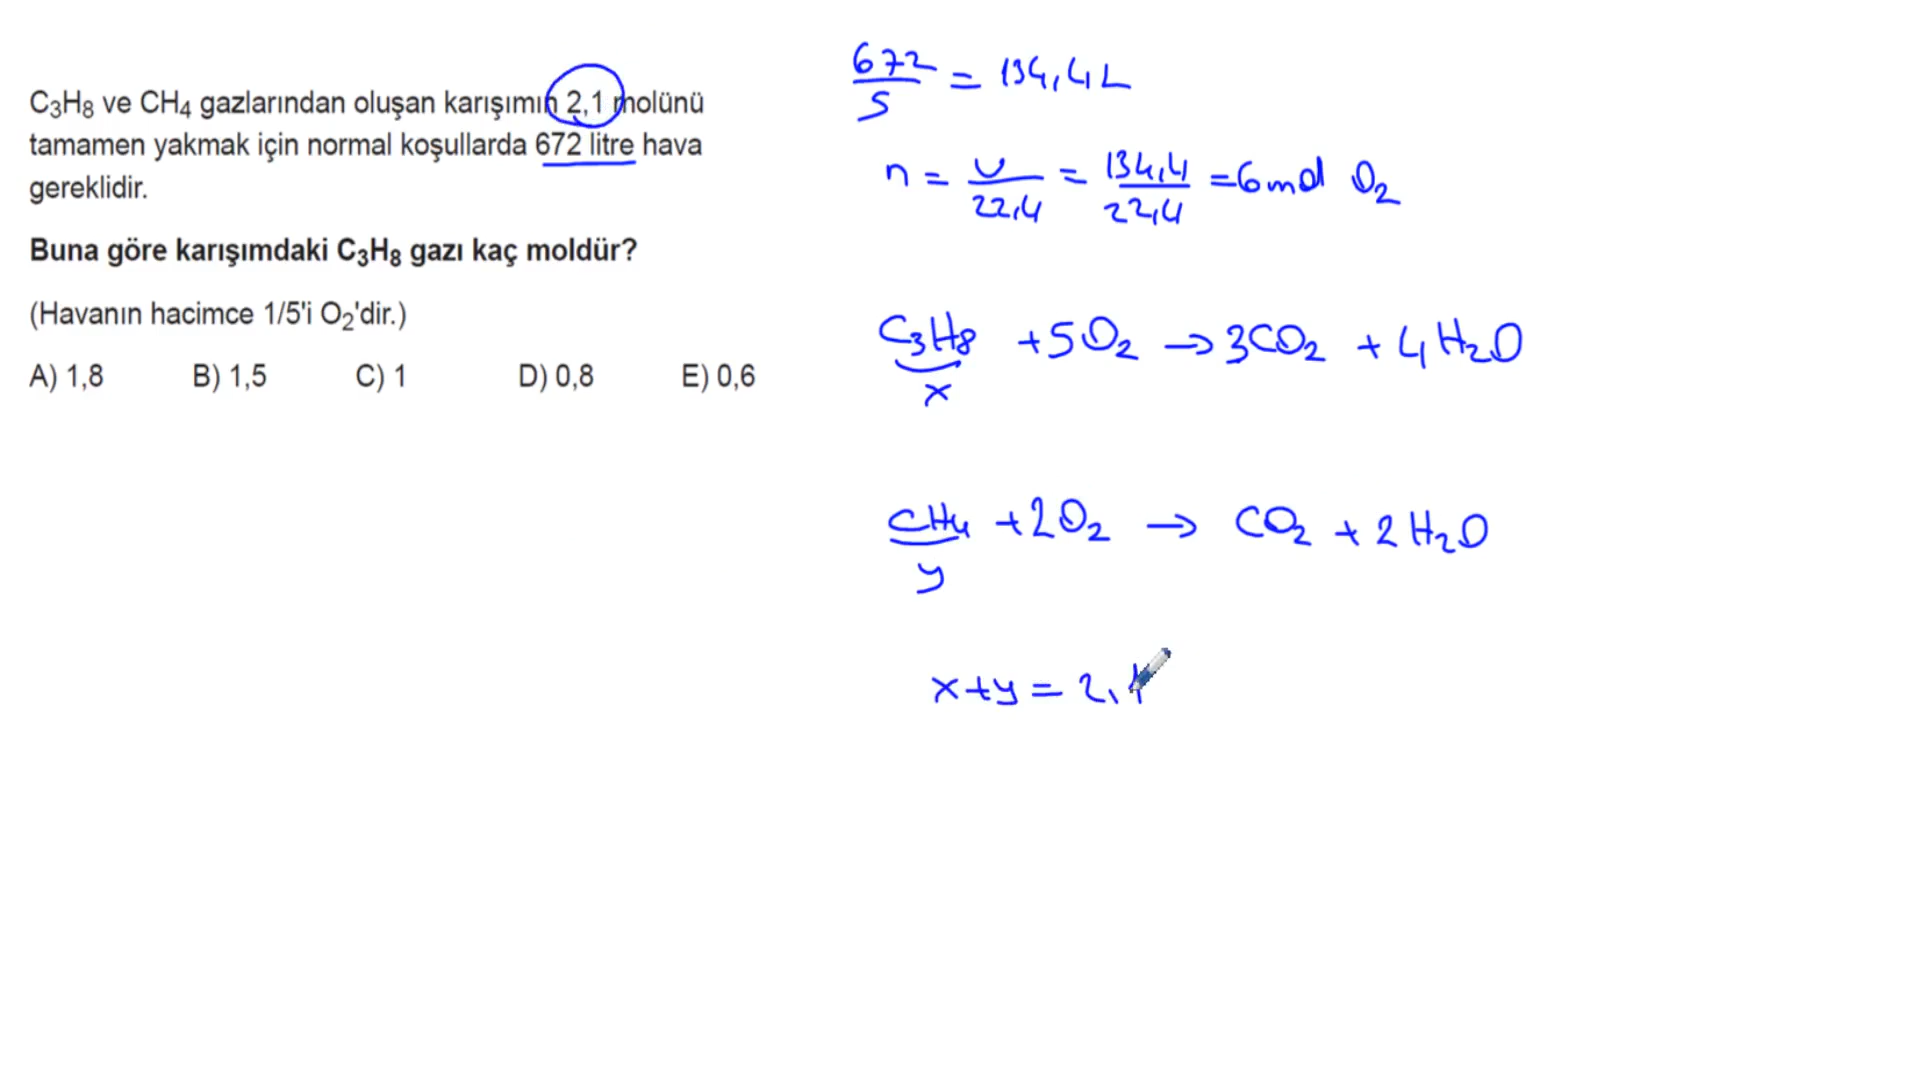 C₃H₈ ve CH₄ gazlarından oluşan karışımın 2,1 molünü
tamamen yakmak için normal koşullarda 672 litre hava
gereklidir.
Buna göre karışımdaki C₃H₈ gazı kaç moldür?
(Havanın hacimce 1/5'i O₂'dir.)
A) 1,8 B) 1,5 C) 1 D) 0,8 E) 0,6
672/5 = 134,4 L
n = v/22,4 = 134,4/22,4 = 6 mol O₂
C₃H₈ + 5O₂ → 3CO₂ + 4H₂O
x
CH₄ + 2O₂ → CO₂ + 2H₂O
y
x+y = 2,1